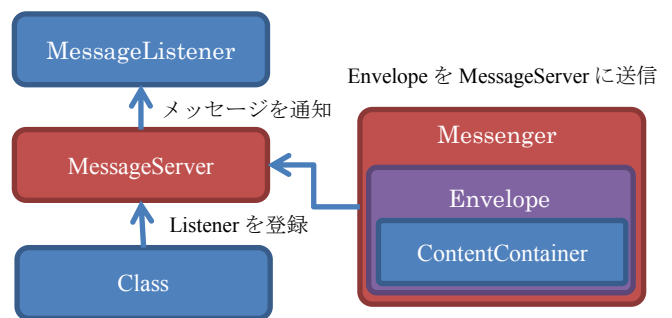 MessageListener
Envelope を MessageServer に送信
メッセージを通知
Messenger
MessageServer
Envelope
Listener を登録
ContentContainer
Class